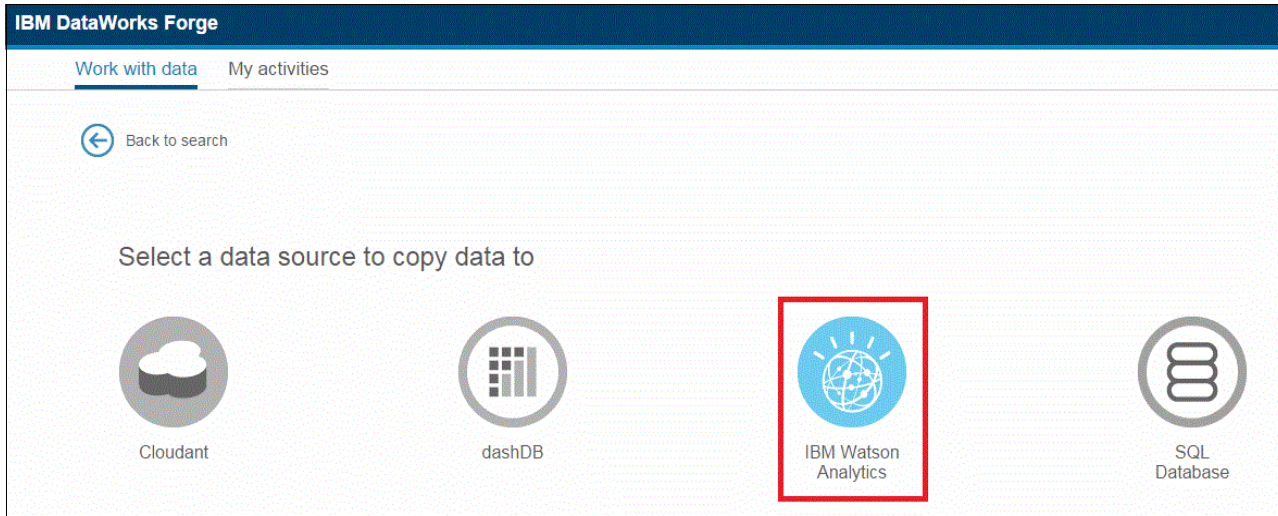 IBM DataWorks Forge
Work with data My activities
Back to search
Select a data source to copy data to
Cloudant dashDB IBM Watson SQL
Analytics Database